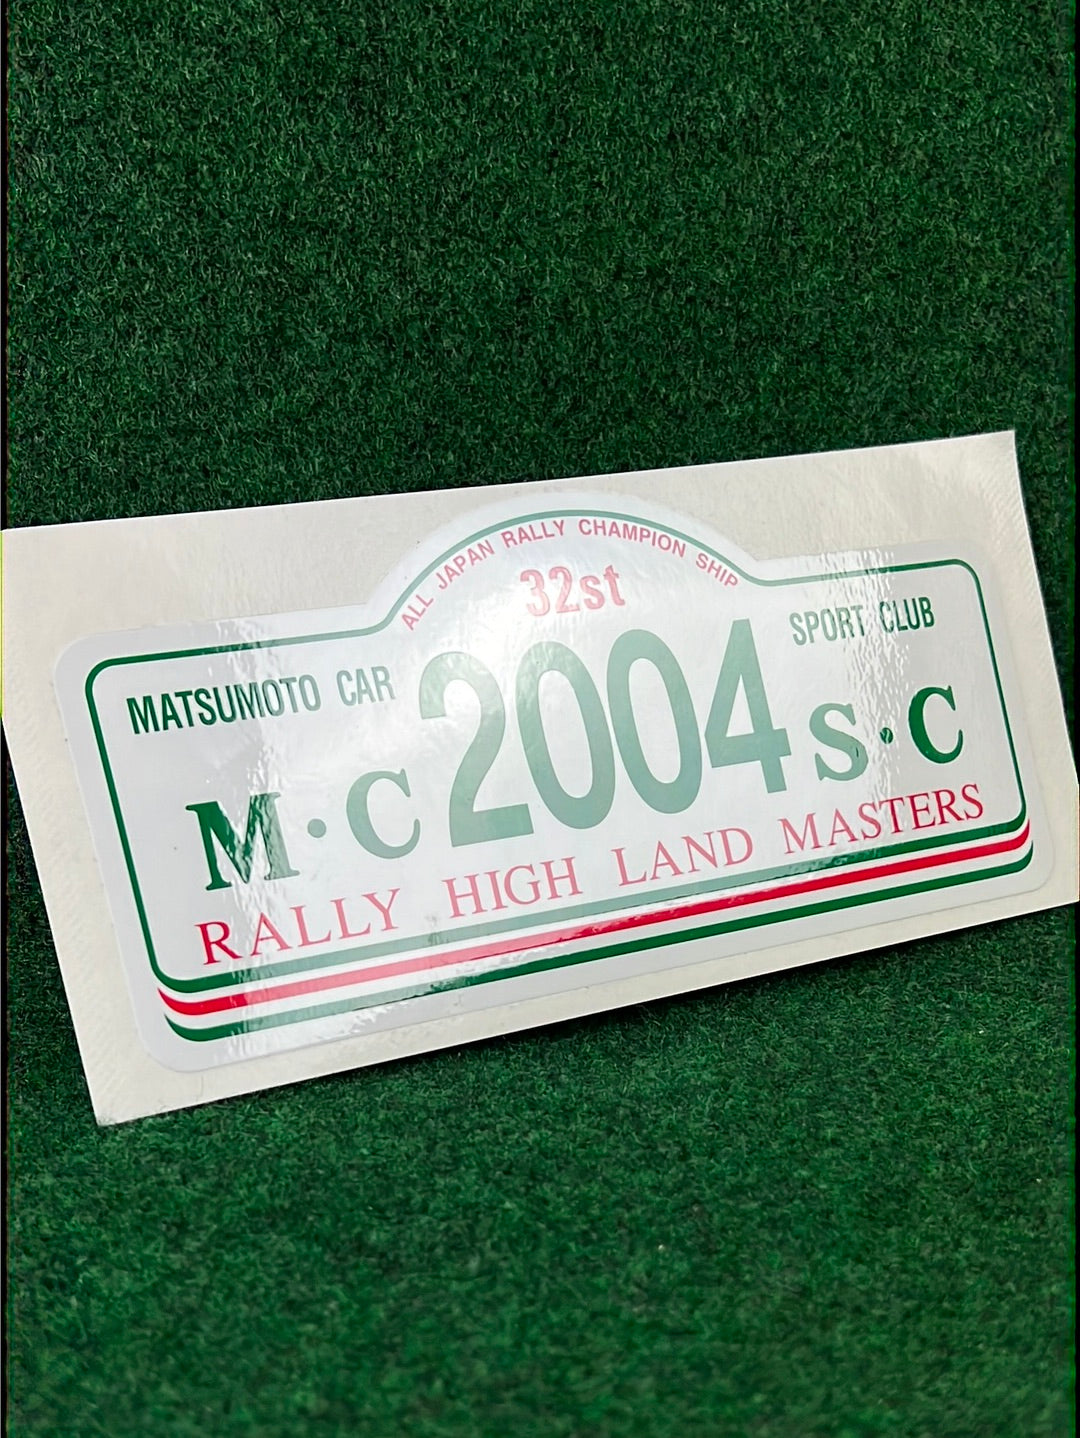 ALL JAPAN RALLY CHAMPION SHIP
32st
MATSUMOTO CAR
SPORT CLUB
M·C 2004 S·C
RALLY HIGH LAND MASTERS